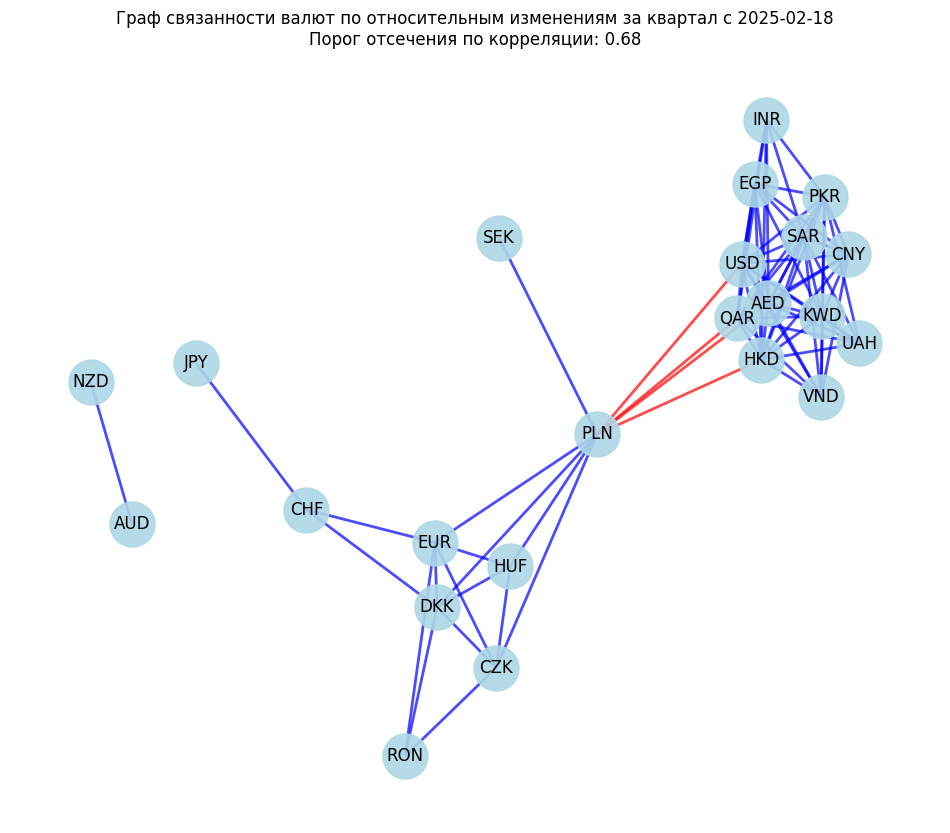 Граф связанности валют по относительным изменениям за квартал с 2025-02-18
Порог отсечения по корреляции: 0.68
INR
EGP
PKR
SAR
SEK
CNY
USD
AED
KWD
QAR
UAH
HKD
JPY
NZD
VND
PLN
CHF
AUD
EUR
HUF
DKK
CZK
RON